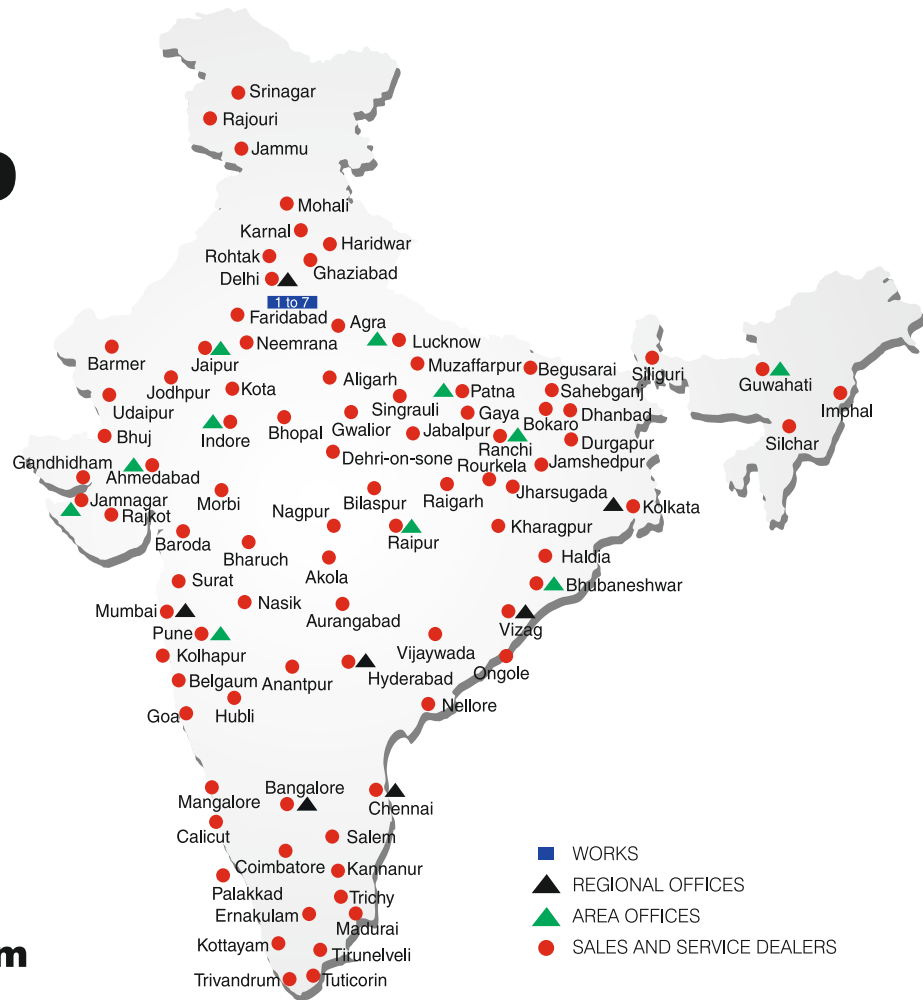 Srinagar
Rajouri
Jammu
Mohali
Karnal
Haridwar
Rohtak
Ghaziabad
Delhi
1 to 7
Faridabad
Agra
Neemrana
Lucknow
Barmer
Jaipur
Muzaffarpur
Begusarai
Siliguri
Guwahati
Jodhpur
Kota
Aligarh
Patna
Sahebganj
Imphal
Udaipur
Singrauli
Gaya
Bokaro
Dhanbad
Bhuj
Indore
Bhopal
Gwalior
Jabalpur
Ranchi
Durgapur
Silchar
Gandhidham
Ahmedabad
Dehri-on-sone
Rourkela
Jamshedpur
Jamnagar
Morbi
Bilaspur
Raigarh
Jharsugada
Rajkot
Nagpur
Kolkata
Baroda
Raipur
Kharagpur
Bharuch
Akola
Haldia
Surat
Bhubaneshwar
Mumbai
Nasik
Aurangabad
Vizag
Pune
Vijaywada
Kolhapur
Anantpur
Hyderabad
Ongole
Belgaum
Goa
Hubli
Nellore
Mangalore
Bangalore
Chennai
Calicut
Salem
Coimbatore
Kannanur
Palakkad
Trichy
Ernakulam
Madurai
Kottayam
Tirunelveli
Trivandrum
Tuticorin
WORKS
REGIONAL OFFICES
AREA OFFICES
SALES AND SERVICE DEALERS
m